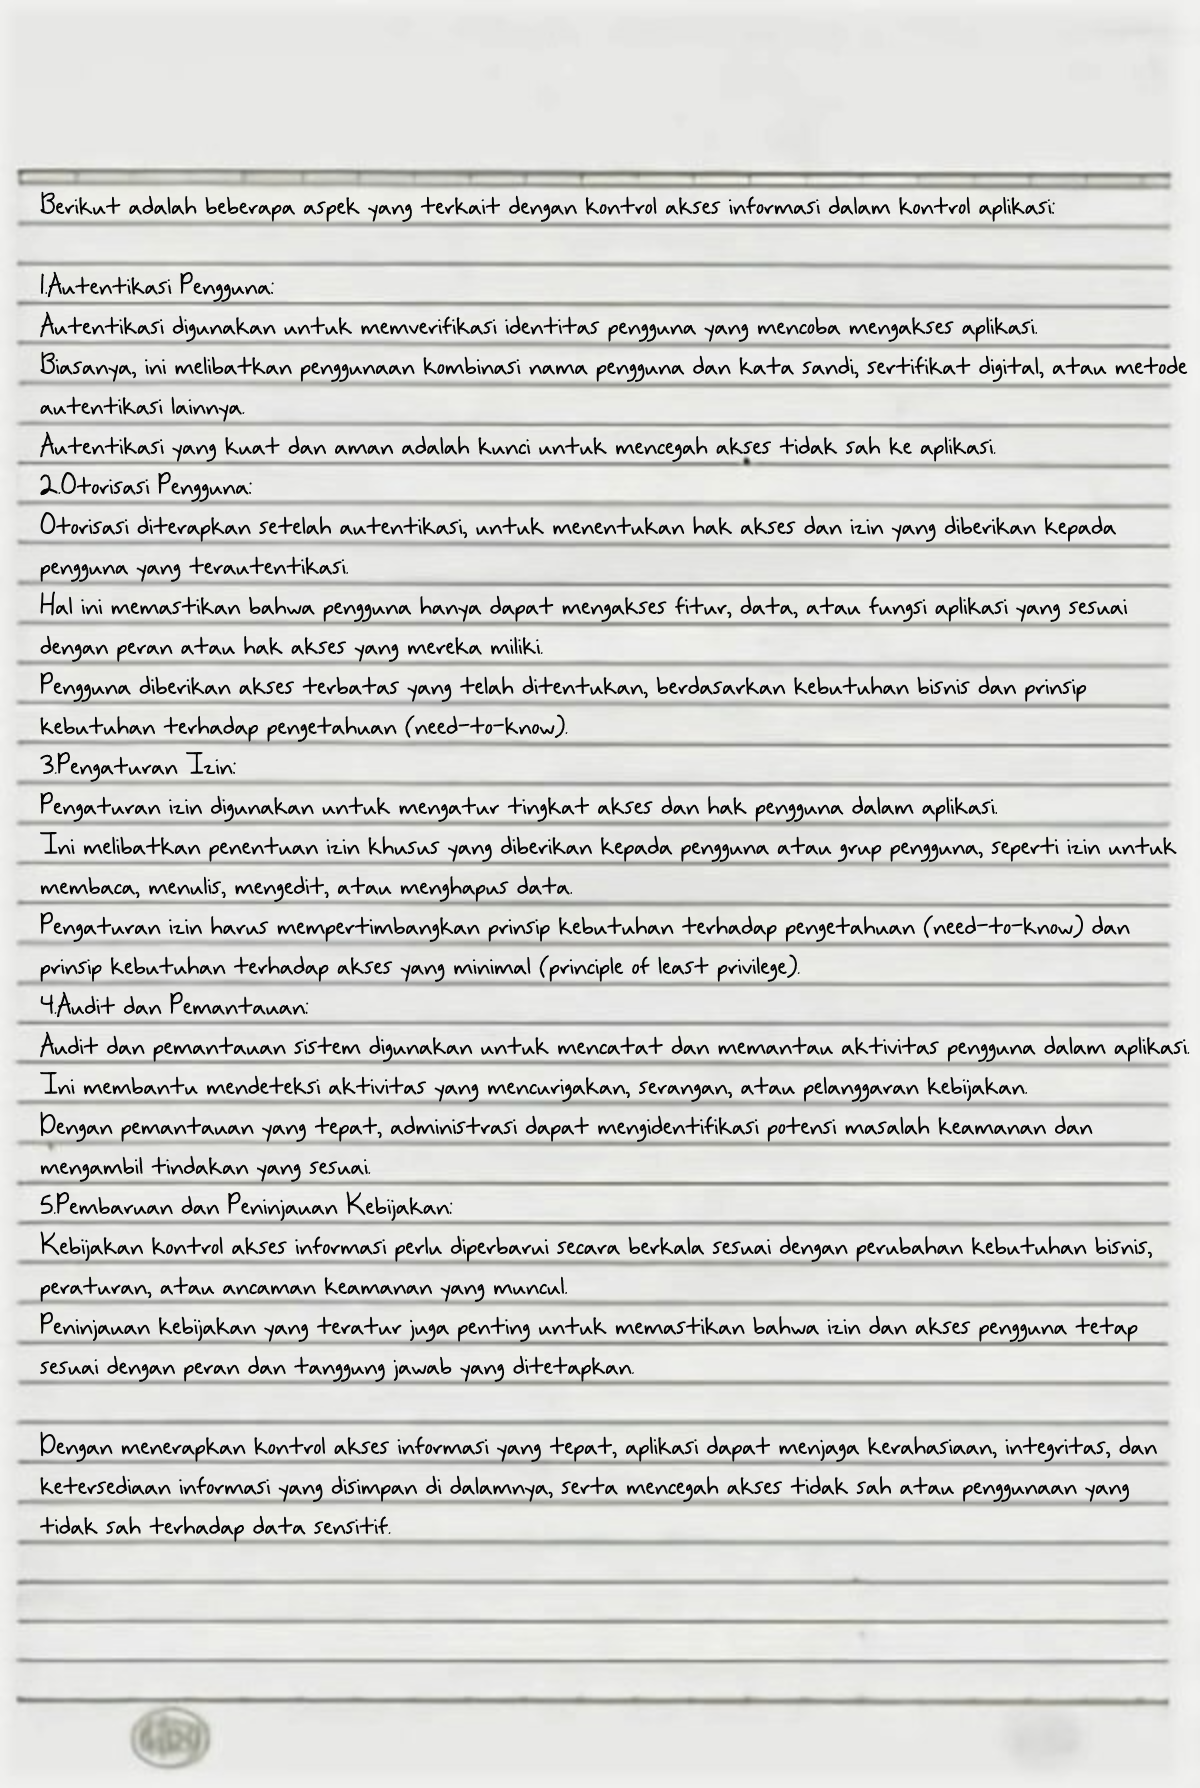 Berikut adalah beberapa aspek yang terkait dengan kontrol akses informasi dalam kontrol aplikasi:
1.Autentikasi Pengguna:
Autentikasi digunakan untuk memverifikasi identitas pengguna yang mencoba mengakses aplikasi.
Biasanya, ini melibatkan penggunaan kombinasi nama pengguna dan kata sandi, sertifikat digital, atau metode
autentikasi lainnya.
Autentikasi yang kuat dan aman adalah kunci untuk mencegah akses tidak sah ke aplikasi.
2.Otorisasi Pengguna:
Otorisasi diterapkan setelah autentikasi, untuk menentukan hak akses dan izin yang diberikan kepada
pengguna yang terautentikasi.
Hal ini memastikan bahwa pengguna hanya dapat mengakses fitur, data, atau fungsi aplikasi yang sesuai
dengan peran atau hak akses yang mereka miliki.
Pengguna diberikan akses terbatas yang telah ditentukan, berdasarkan kebutuhan bisnis dan prinsip
kebutuhan terhadap pengetahuan (need-to-know).
3.Pengaturan Izin:
Pengaturan izin digunakan untuk mengatur tingkat akses dan hak pengguna dalam aplikasi.
Ini melibatkan penentuan izin khusus yang diberikan kepada pengguna atau grup pengguna, seperti izin untuk
membaca, menulis, mengedit, atau menghapus data.
Pengaturan izin harus mempertimbangkan prinsip kebutuhan terhadap pengetahuan (need-to-know) dan
prinsip kebutuhan terhadap akses yang minimal (principle of least privilege).
4.Audit dan Pemantauan:
Audit dan pemantauan sistem digunakan untuk mencatat dan memantau aktivitas pengguna dalam aplikasi.
Ini membantu mendeteksi aktivitas yang mencurigakan, serangan, atau pelanggaran kebijakan.
Dengan pemantauan yang tepat, administrasi dapat mengidentifikasi potensi masalah keamanan dan
mengambil tindakan yang sesuai.
5.Pembaruan dan Peninjauan Kebijakan:
Kebijakan kontrol akses informasi perlu diperbarui secara berkala sesuai dengan perubahan kebutuhan bisnis,
peraturan, atau ancaman keamanan yang muncul.
Peninjauan kebijakan yang teratur juga penting untuk memastikan bahwa izin dan akses pengguna tetap
sesuai dengan peran dan tanggung jawab yang ditetapkan.
Dengan menerapkan kontrol akses informasi yang tepat, aplikasi dapat menjaga kerahasiaan, integritas, dan
ketersediaan informasi yang disimpan di dalamnya, serta mencegah akses tidak sah atau penggunaan yang
tidak sah terhadap data sensitif.